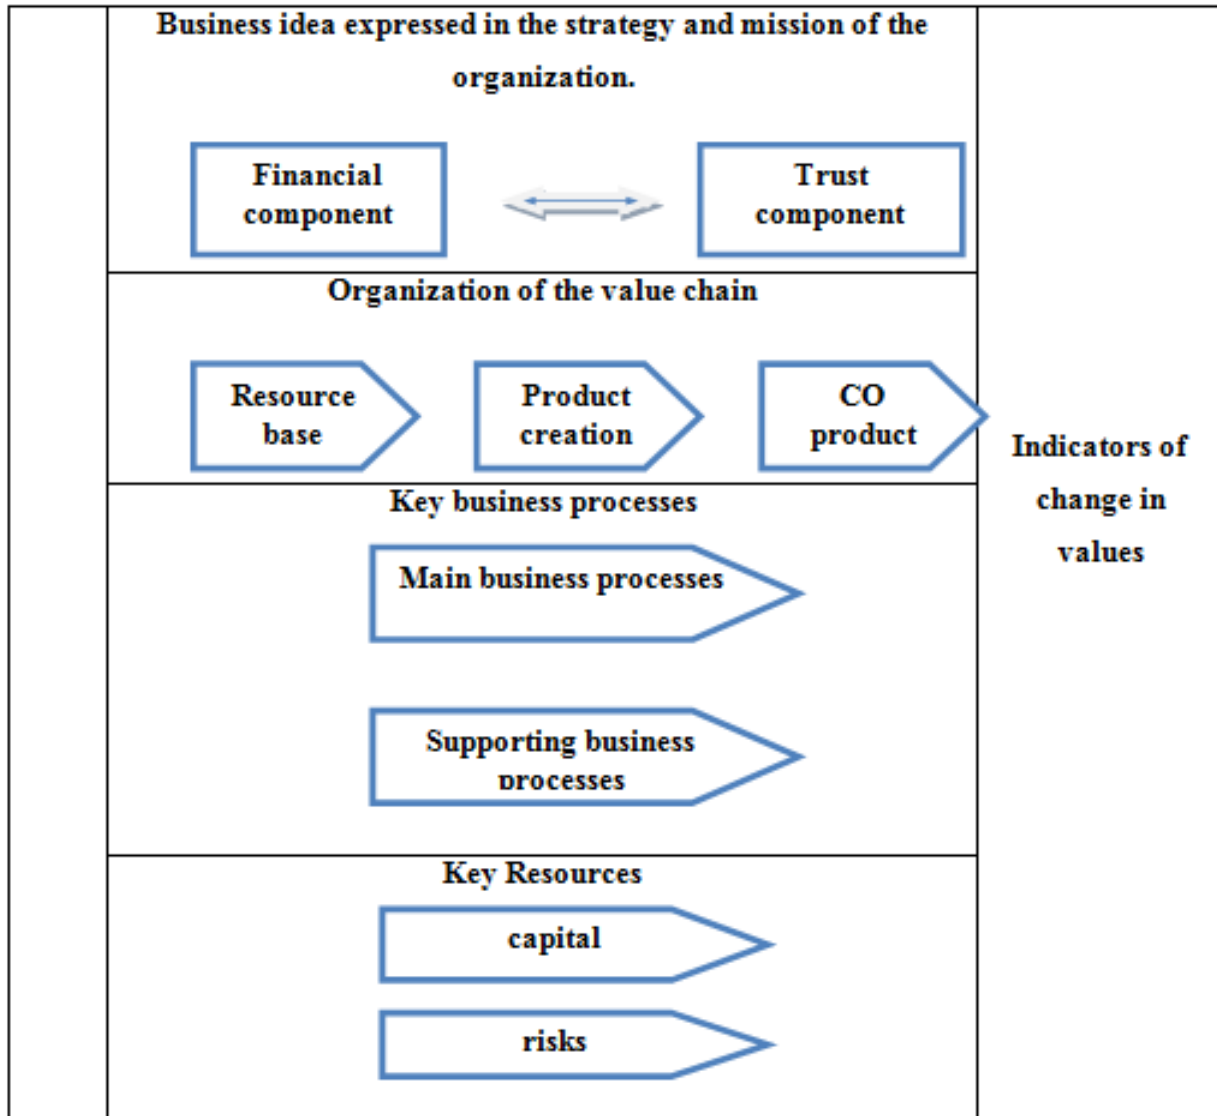 Business idea expressed in the strategy and mission of the
organization.
Financial
component
Trust
component
Organization of the value chain
Resource
base
Product
creation
CO
product
Key business processes
Main business processes
Supporting business
processes
Key Resources
capital
risks
Indicators of
change in
values